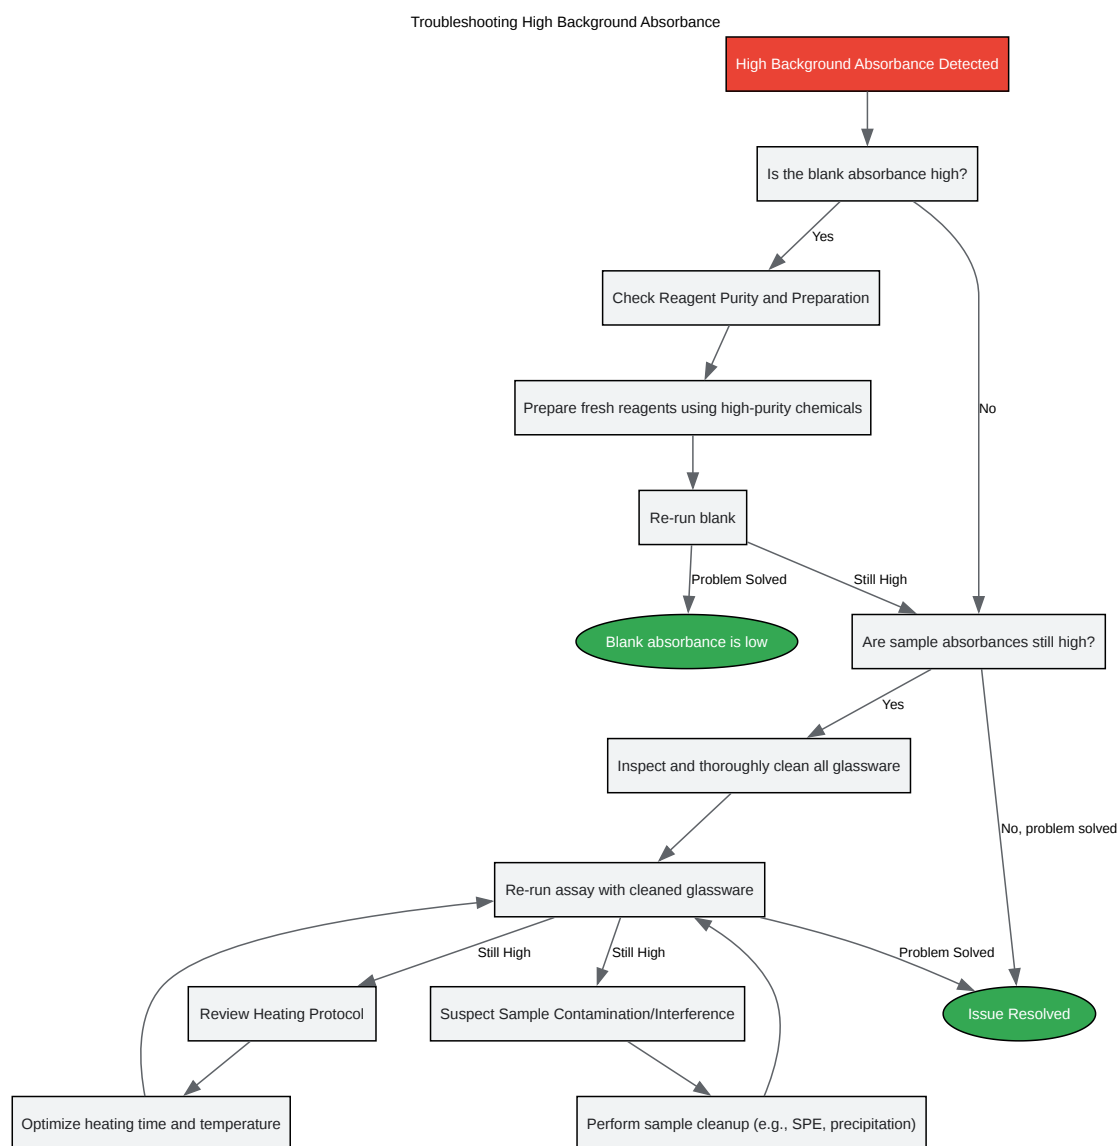 Troubleshooting High Background Absorbance
High Background Absorbance Detected
Is the blank absorbance high?
Yes
Check Reagent Purity and Preparation
Prepare fresh reagents using high-purity chemicals
No
Re-run blank
Problem Solved
Still High
Blank absorbance is low
Are sample absorbances still high?
Yes
Inspect and thoroughly clean all glassware
No, problem solved
Re-run assay with cleaned glassware
Still High
Still High
Problem Solved
Review Heating Protocol
Suspect Sample Contamination/Interference
Issue Resolved
Optimize heating time and temperature
Perform sample cleanup (e.g., SPE, precipitation)